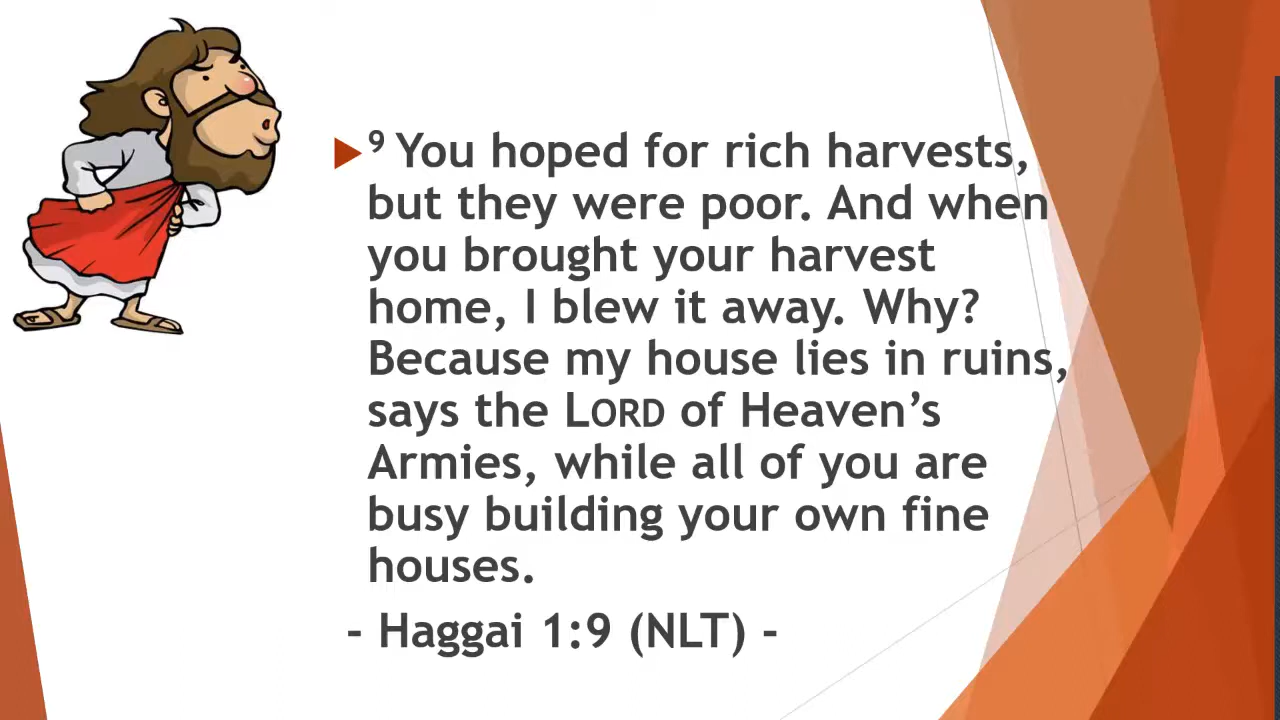 ⁹ You hoped for rich harvests,
but they were poor. And when
you brought your harvest
home, I blew it away. Why?
Because my house lies in ruins,
says the LORD of Heaven’s
Armies, while all of you are
busy building your own fine
houses.
- Haggai 1:9 (NLT) -